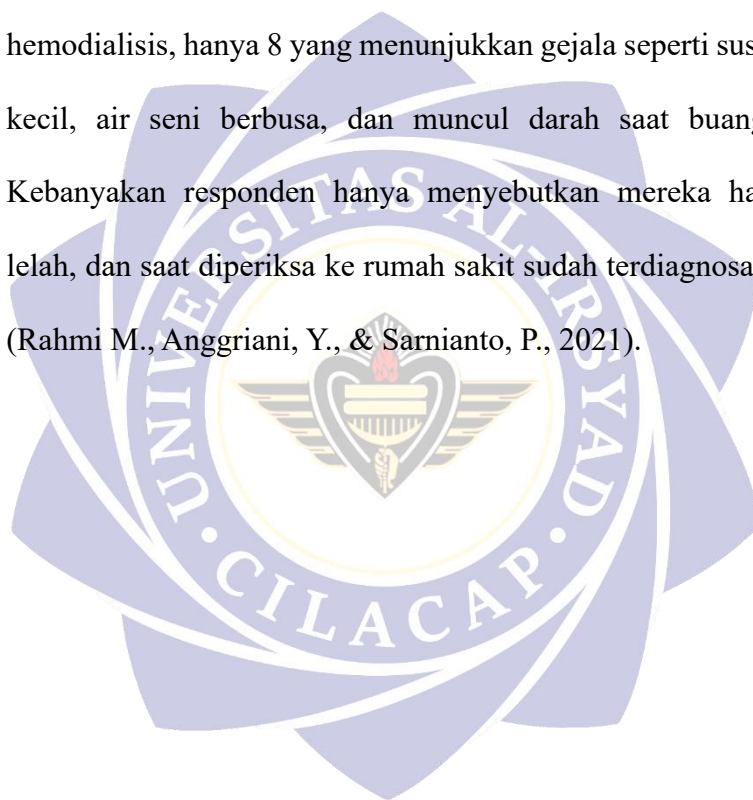 hemodialisis, hanya 8 yang menunjukkan gejala seperti sus
kecil, air seni berbusa, dan muncul darah saat buang
Kebanyakan responden hanya menyebutkan mereka ha
lelah, dan saat diperiksa ke rumah sakit sudah terdiagnosa
(Rahmi M., Anggriani, Y., & Sarnianto, P., 2021).
UNIVERSITAS AL-IRSYAD
CILACAP